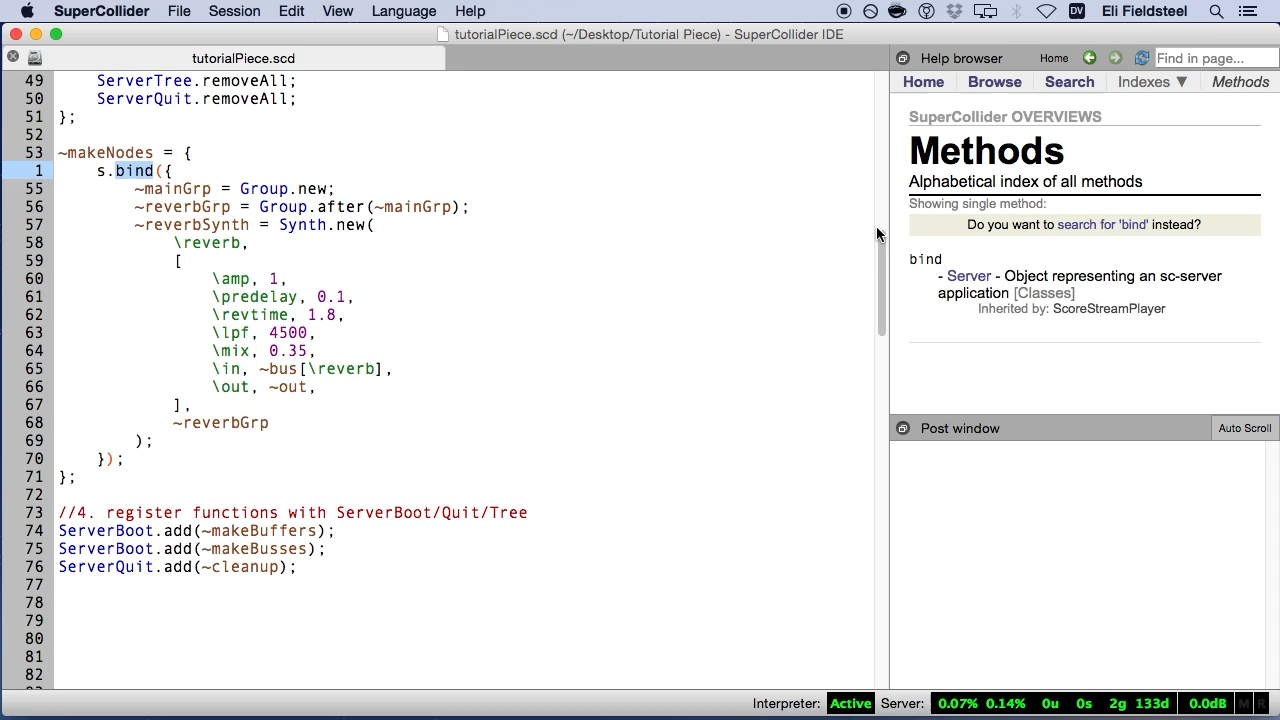 SuperCollider File Session Edit View Language Help DV Eli Fieldsteel
tutorialPiece.scd (~/Desktop/Tutorial Piece) - SuperCollider IDE
tutorialPiece.scd
49 ServerTree.removeAll;
50 ServerQuit.removeAll;
51 };
52
53 ~makeNodes = {
1 s.bind({
55 ~mainGrp = Group.new;
56 ~reverbGrp = Group.after(~mainGrp);
57 ~reverbSynth = Synth.new(
58 \reverb,
59 [
60 \amp, 1,
61 \predelay, 0.1,
62 \revtime, 1.8,
63 \lpf, 4500,
64 \mix, 0.35,
65 \in, ~bus[\reverb],
66 \out, ~out,
67 ],
68 ~reverbGrp
69 );
70 });
71 };
72
73 //4. register functions with ServerBoot/Quit/Tree
74 ServerBoot.add(~makeBuffers);
75 ServerBoot.add(~makeBusses);
76 ServerQuit.add(~cleanup);
77
78
79
80
81
82
Help browser Home Find in page...
Home Browse Search Indexes ▼ Methods
SuperCollider OVERVIEWS
Methods
Alphabetical index of all methods
Showing single method:
Do you want to search for 'bind' instead?
bind
- Server - Object representing an sc-server
application [Classes]
Inherited by: ScoreStreamPlayer
Post window Auto Scroll
Interpreter: Active Server: 0.07% 0.14% 0u 0s 2g 133d 0.0dB M R